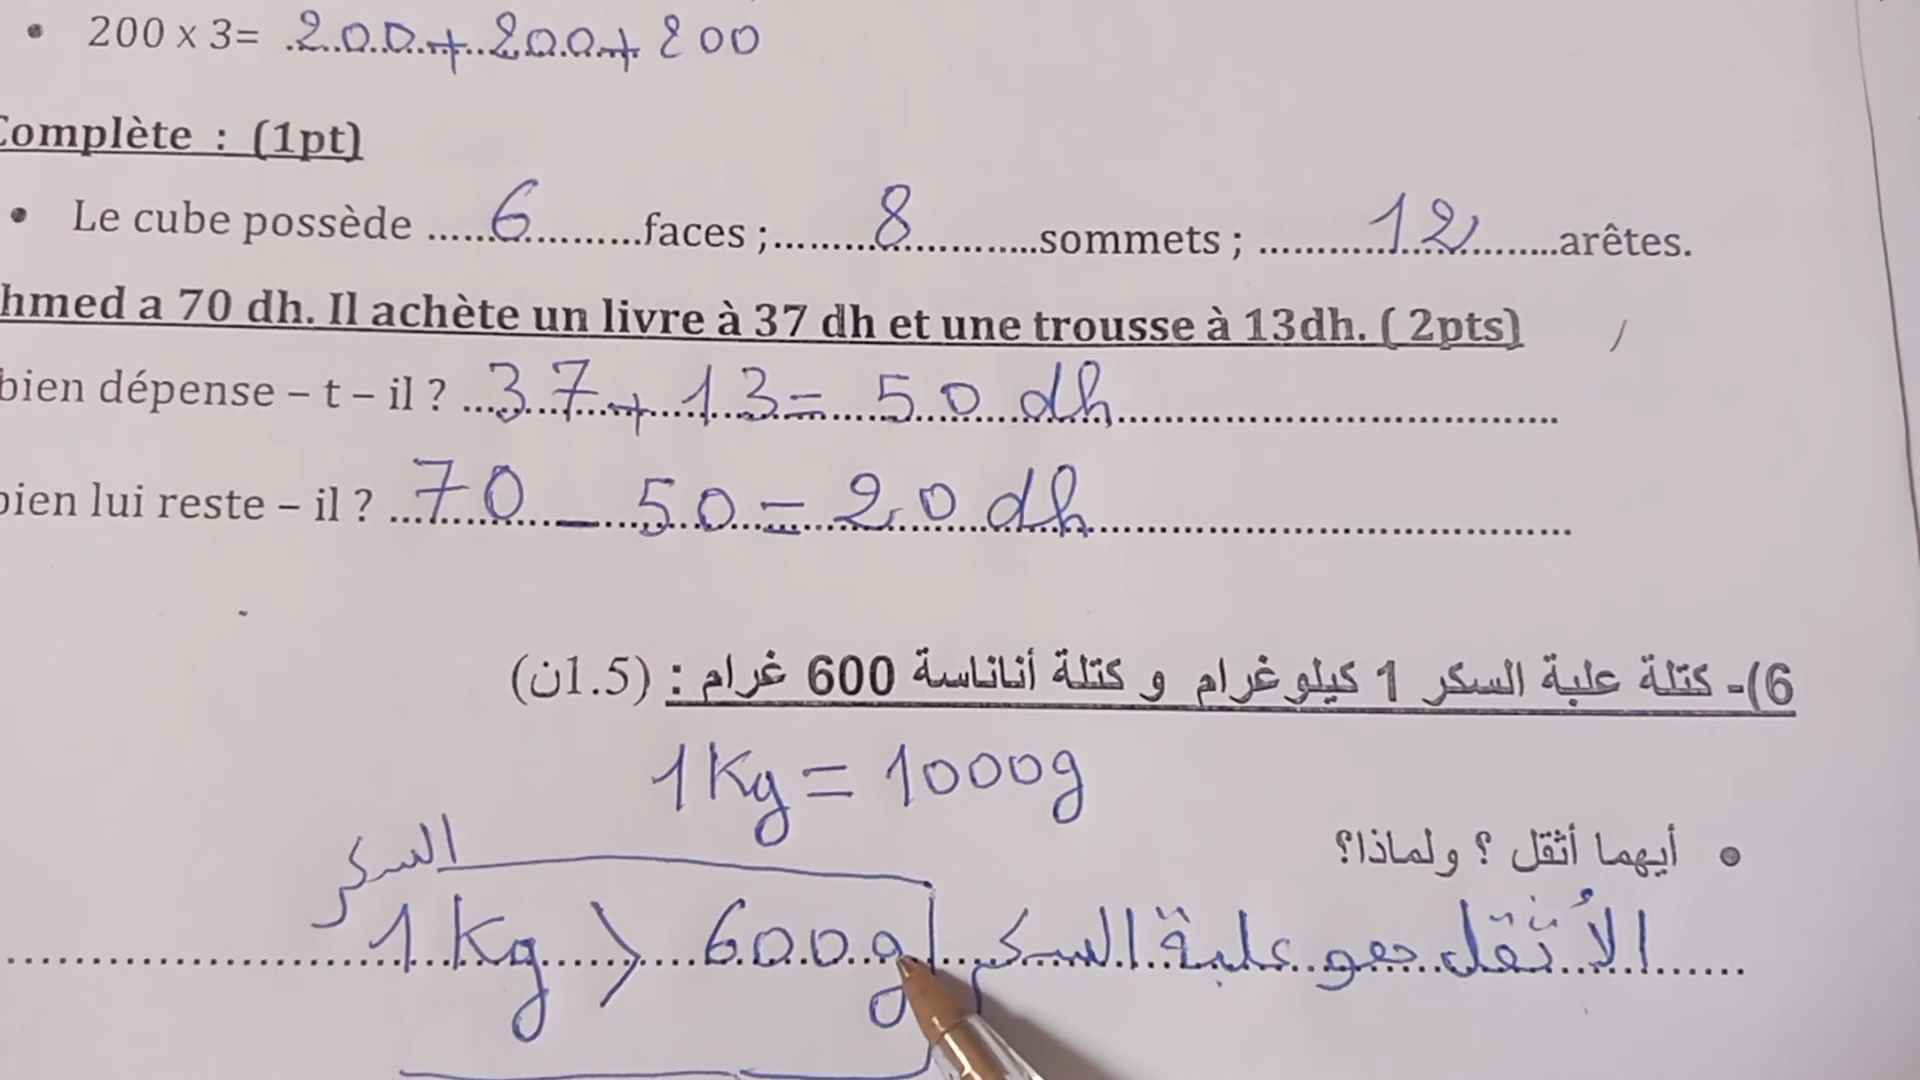 • 200 x 3= 200 + 200 + 200
Complète : (1pt)
• Le cube possède ......6.........faces ;.......8..........sommets ; ..........12.......arêtes.
hmed a 70 dh. Il achète un livre à 37 dh et une trousse à 13dh. ( 2pts)
bien dépense – t – il ? 37 + 13 = 50 dh
bien lui reste – il ? 70 - 50 = 20 dh
6)- كتلة علبة السكر 1 كيلوغرام و كتلة أناناسة 600 غرام : (1.5ن)
1Kg = 1000g
• أيهما أثقل ؟ ولماذا؟
السكر
الأثقل هو علبة السكر 1Kg > 600g